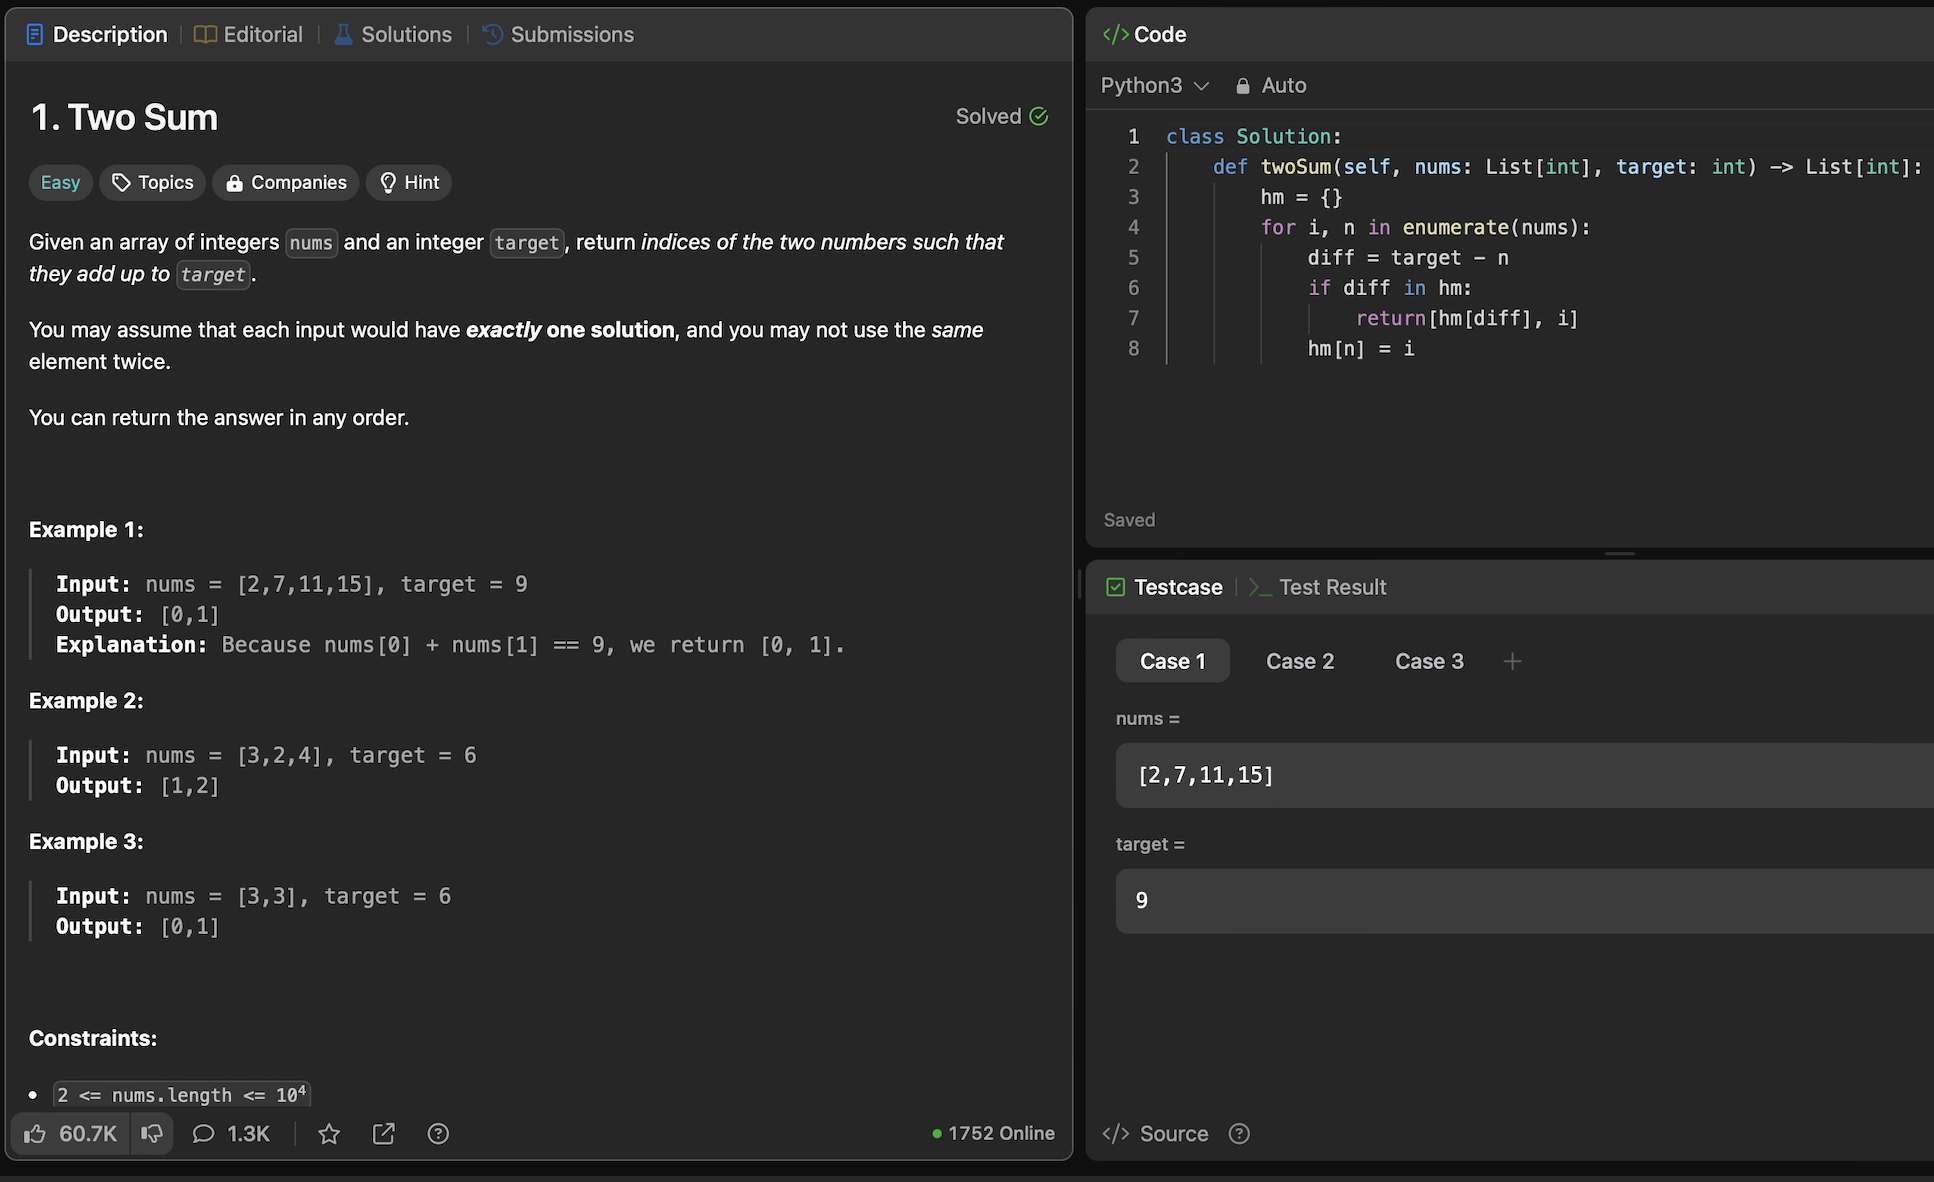 Description
Editorial
Solutions
Submissions
1. Two Sum
Solved
Easy
Topics
Companies
Hint
Given an array of integers nums and an integer target, return indices of the two numbers such that
they add up to target.
You may assume that each input would have exactly one solution, and you may not use the same
element twice.
You can return the answer in any order.
Example 1:
Input: nums = [2,7,11,15], target = 9
Output: [0,1]
Explanation: Because nums[0] + nums[1] == 9, we return [0, 1].
Example 2:
Input: nums = [3,2,4], target = 6
Output: [1,2]
Example 3:
Input: nums = [3,3], target = 6
Output: [0,1]
Constraints:
2 <= nums.length <= 10⁴
60.7K
1.3K
1752 Online
</> Code
Python3
Auto
1 class Solution:
2     def twoSum(self, nums: List[int], target: int) -> List[int]:
3         hm = {}
4         for i, n in enumerate(nums):
5             diff = target - n
6             if diff in hm:
7                 return[hm[diff], i]
8             hm[n] = i
Saved
Testcase
Test Result
Case 1
Case 2
Case 3
+
nums =
[2,7,11,15]
target =
9
</> Source